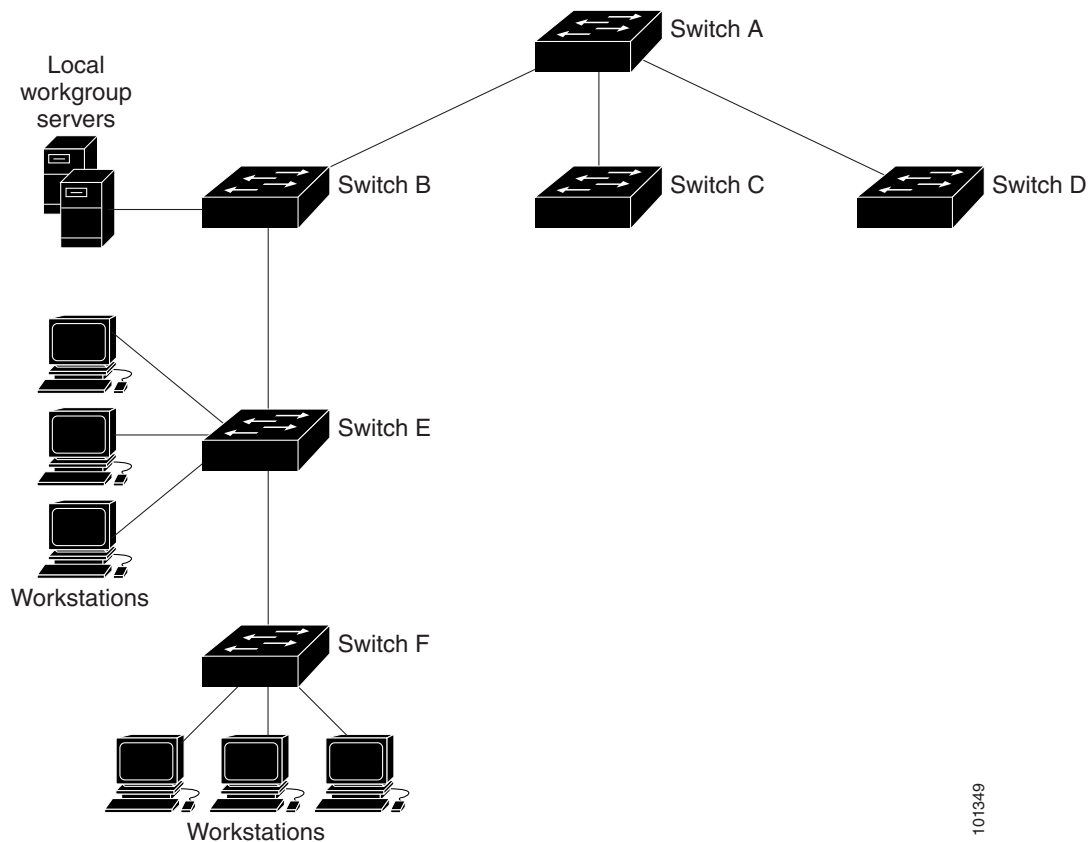 Switch A
Local
workgroup
servers
Switch B
Switch C
Switch D
Switch E
Workstations
Switch F
Workstations
101349